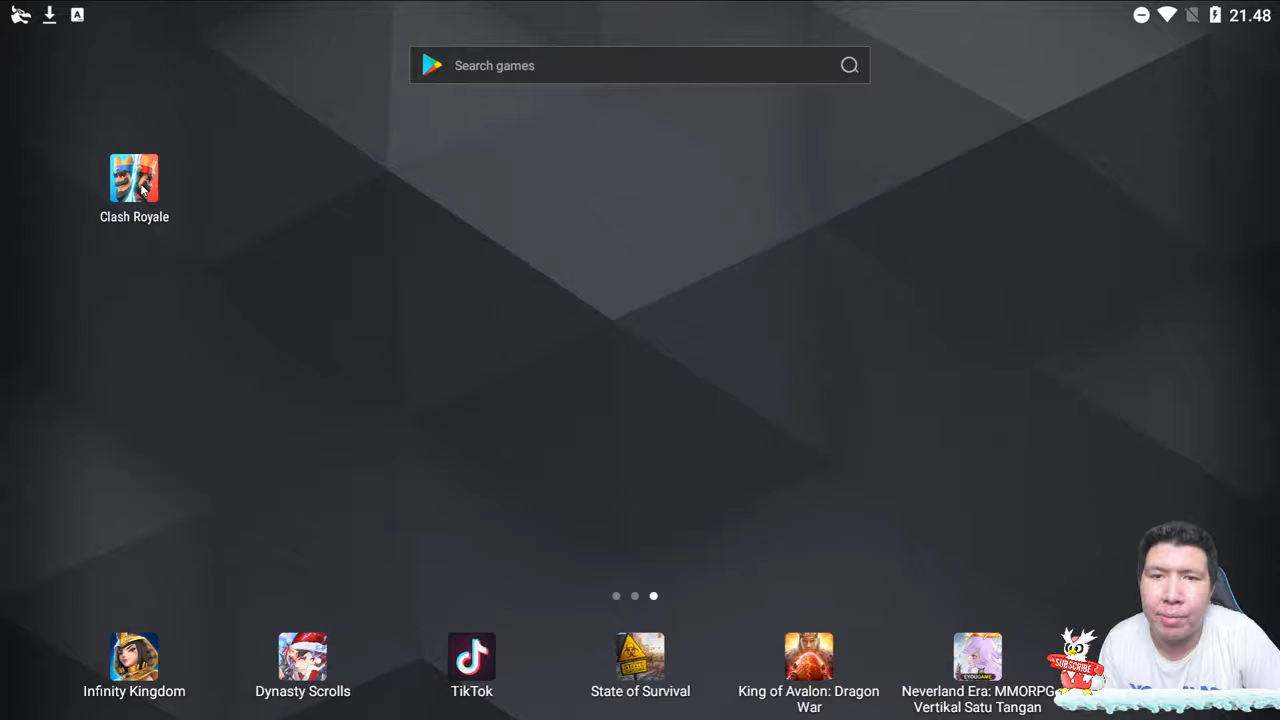 A
21.48
Search games
Clash Royale
Infinity Kingdom
Dynasty Scrolls
TikTok
State of Survival
King of Avalon: Dragon
War
Neverland Era: MMORPG
Vertikal Satu Tangan
EYOUGAME
SUBSCRIBE